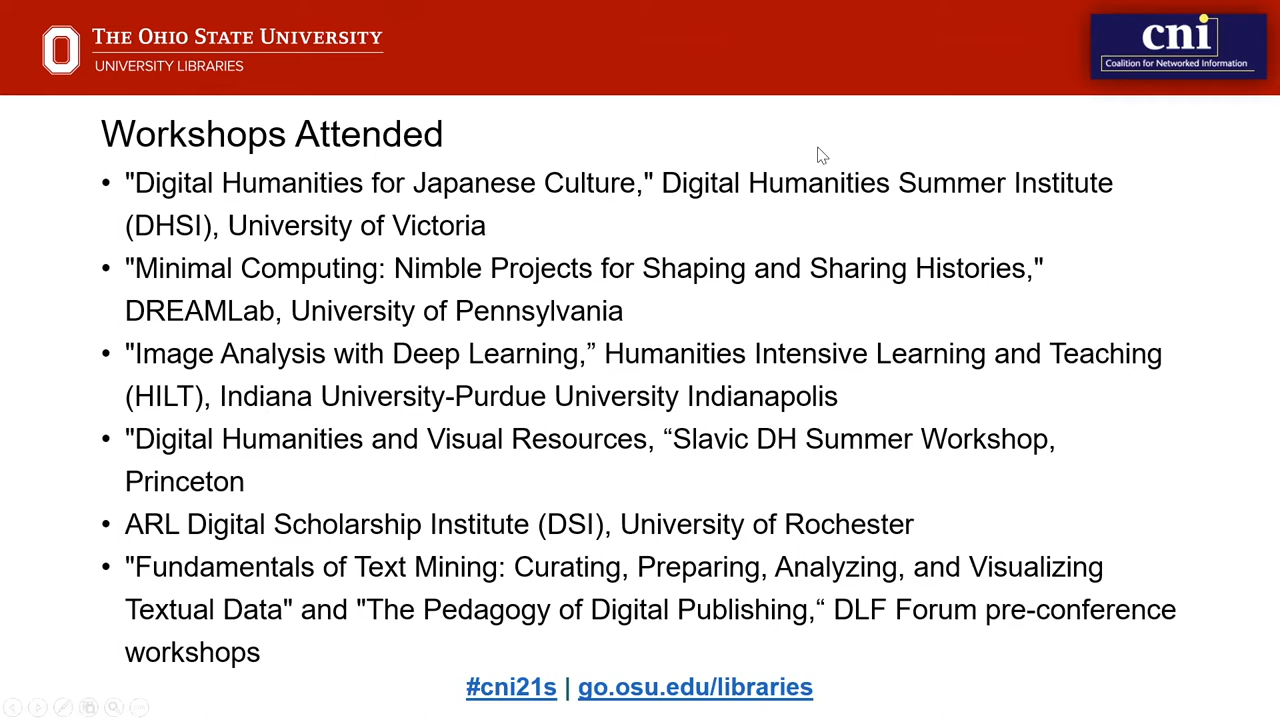 THE OHIO STATE UNIVERSITY
UNIVERSITY LIBRARIES
cni
Coalition for Networked Information
Workshops Attended
• "Digital Humanities for Japanese Culture," Digital Humanities Summer Institute
(DHSI), University of Victoria
• "Minimal Computing: Nimble Projects for Shaping and Sharing Histories,"
DREAMLab, University of Pennsylvania
• "Image Analysis with Deep Learning,” Humanities Intensive Learning and Teaching
(HILT), Indiana University-Purdue University Indianapolis
• "Digital Humanities and Visual Resources, “Slavic DH Summer Workshop,
Princeton
• ARL Digital Scholarship Institute (DSI), University of Rochester
• "Fundamentals of Text Mining: Curating, Preparing, Analyzing, and Visualizing
Textual Data" and "The Pedagogy of Digital Publishing,“ DLF Forum pre-conference
workshops
#cni21s | go.osu.edu/libraries